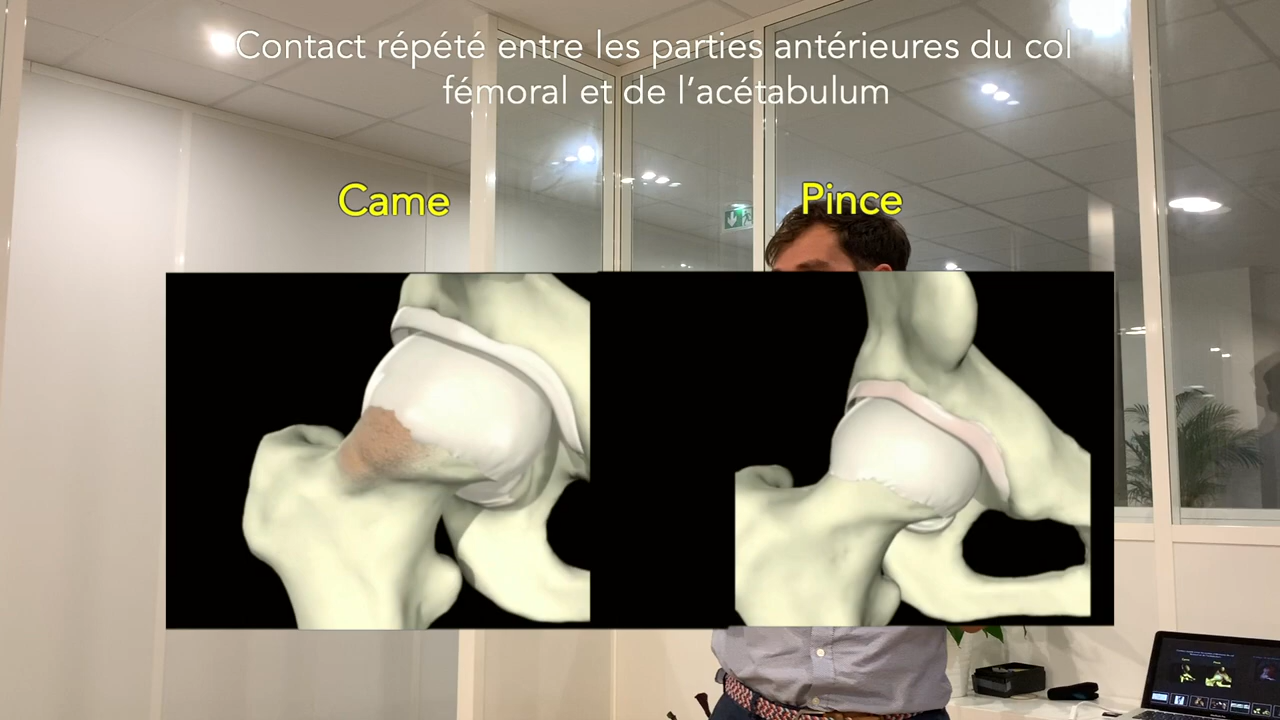 Contact répété entre les parties antérieures du col
fémoral et de l'acétabulum
Came
Pince